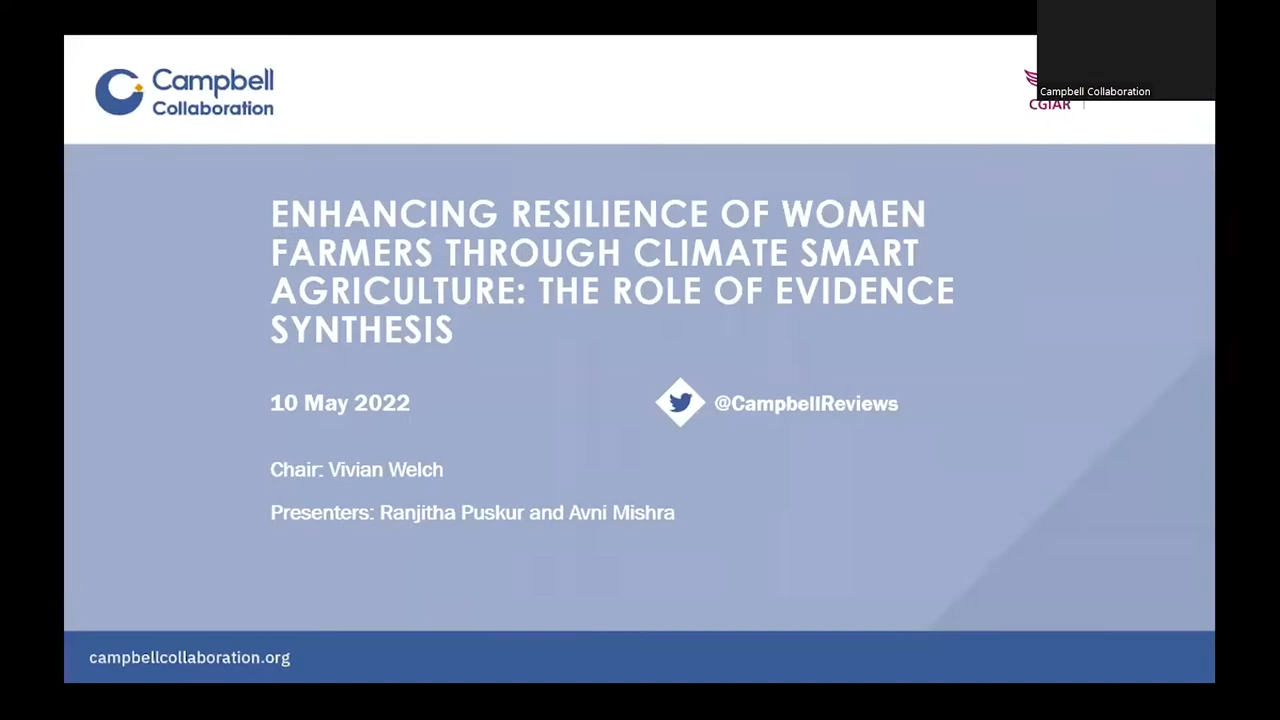 Campbell
Collaboration
Campbell Collaboration
CGIAR
ENHANCING RESILIENCE OF WOMEN
FARMERS THROUGH CLIMATE SMART
AGRICULTURE: THE ROLE OF EVIDENCE
SYNTHESIS
10 May 2022
@CampbellReviews
Chair: Vivian Welch
Presenters: Ranjitha Puskur and Avni Mishra
campbellcollaboration.org